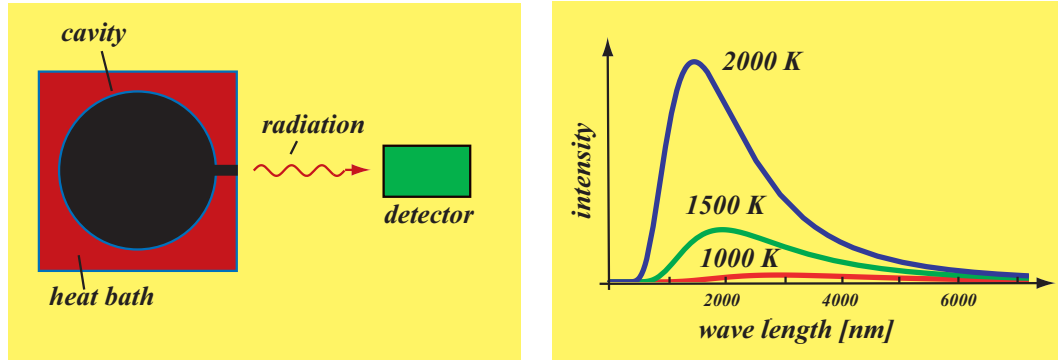 cavity
radiation
detector
heat bath
2000 K
1500 K
1000 K
intensity
2000 4000 6000
wave length [nm]